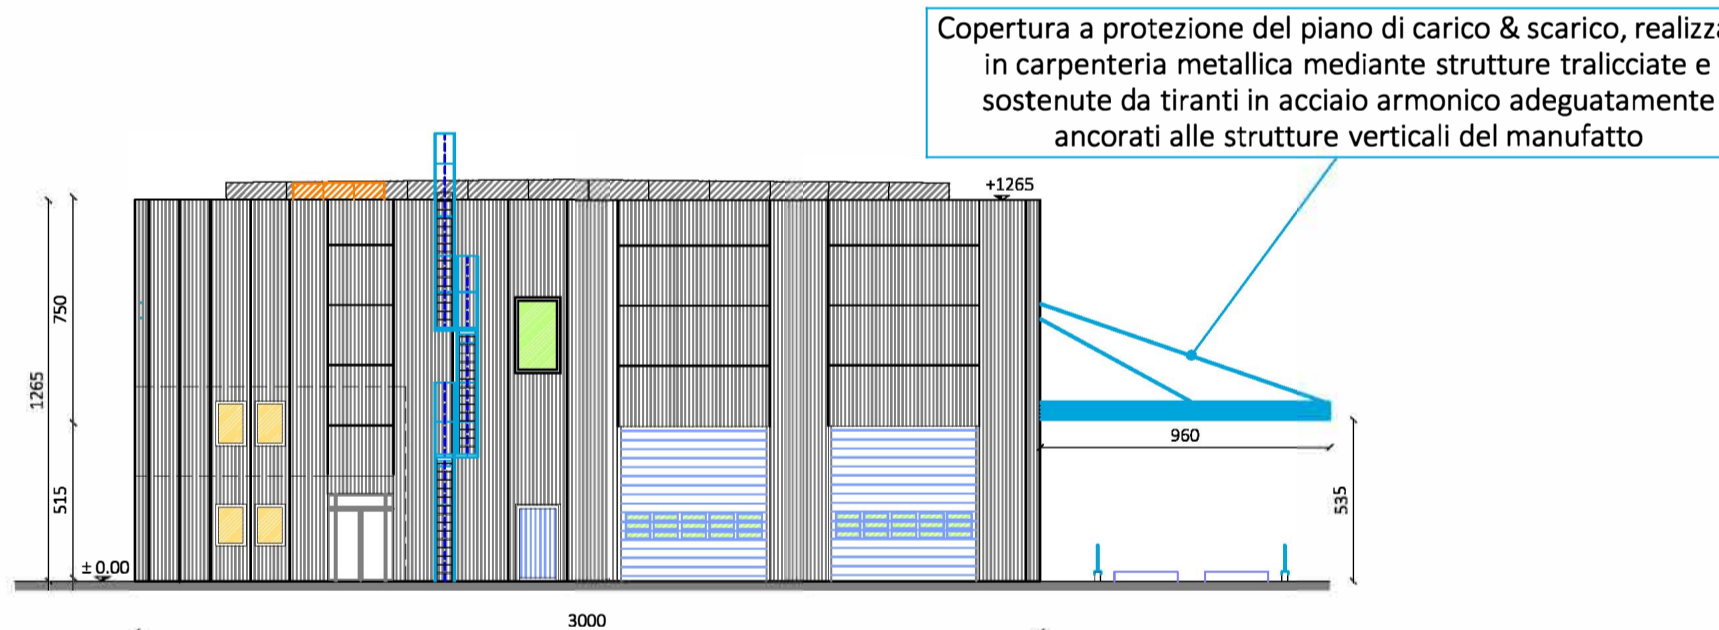 Copertura a protezione del piano di carico & scarico,
in carpenteria metallica mediante strutture tralicciate e
sostenute da tiranti in acciaio armonico adeguatamente
ancorati alle strutture verticali del manufatto
+1265
750
1265
960
515
535
± 0.00
3000